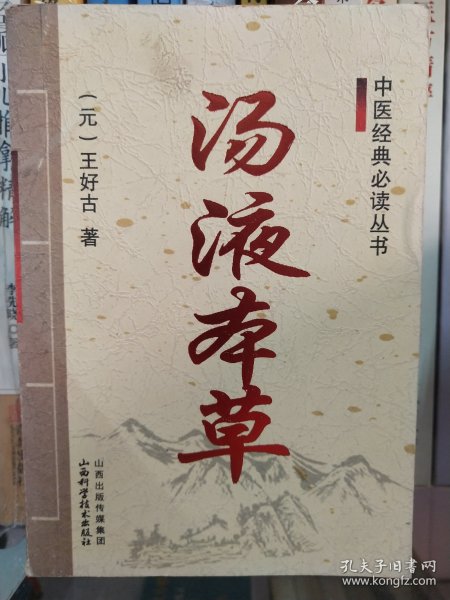 中医经典必读丛书
汤液本草
（元）王好古 著
山西出版传媒集团
山西科学技术出版社
孔夫子旧书网
www.kongfz.com